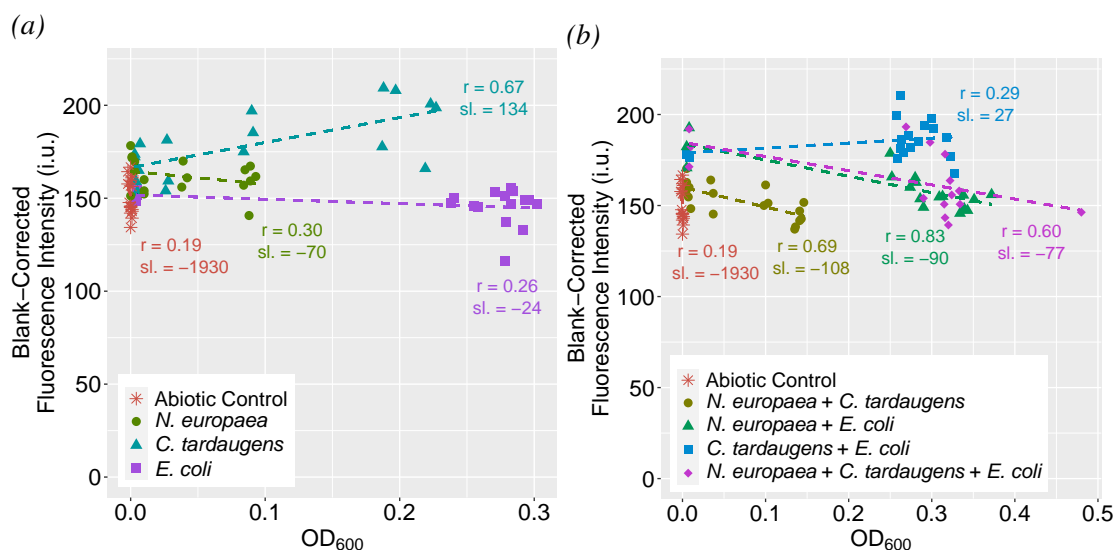 (a)
Blank−Corrected
Fluorescence Intensity (i.u.)
200
150
100
50
0
r = 0.67
sl. = 134
r = 0.19
sl. = −1930
r = 0.30
sl. = −70
r = 0.26
sl. = −24
Abiotic Control
N. europaea
C. tardaugens
E. coli
0.0
0.1
0.2
0.3
OD600
(b)
Blank−Corrected
Fluorescence Intensity (i.u.)
200
150
100
50
0
r = 0.29
sl. = 27
r = 0.19
sl. = −1930
r = 0.69
sl. = −108
r = 0.83
sl. = −90
r = 0.60
sl. = −77
Abiotic Control
N. europaea + C. tardaugens
N. europaea + E. coli
C. tardaugens + E. coli
N. europaea + C. tardaugens + E. coli
0.0
0.1
0.2
0.3
0.4
0.5
OD600